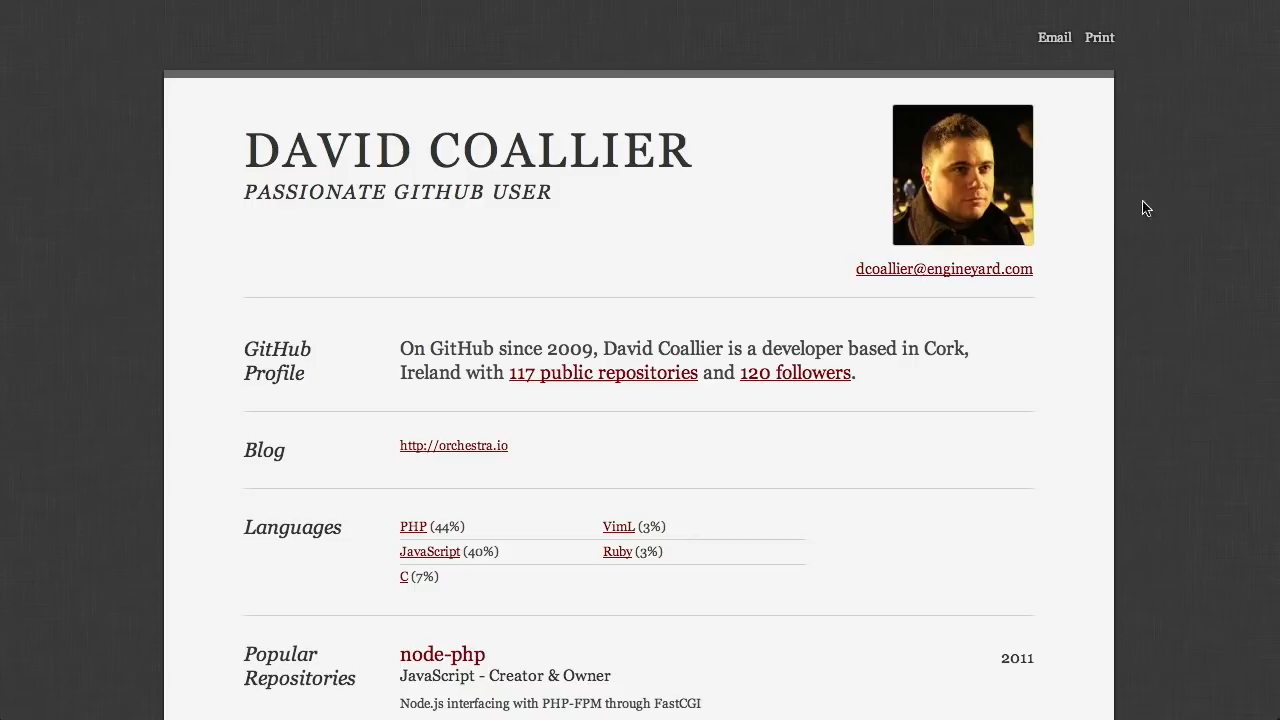 Email Print
DAVID COALLIER
PASSIONATE GITHUB USER
dcoallier@engineyard.com
GitHub
Profile
On GitHub since 2009, David Coallier is a developer based in Cork,
Ireland with 117 public repositories and 120 followers.
Blog
http://orchestra.io
Languages
PHP (44%) VimL (3%)
JavaScript (40%) Ruby (3%)
C (7%)
Popular
Repositories
node-php 2011
JavaScript - Creator & Owner
Node.js interfacing with PHP-FPM through FastCGI